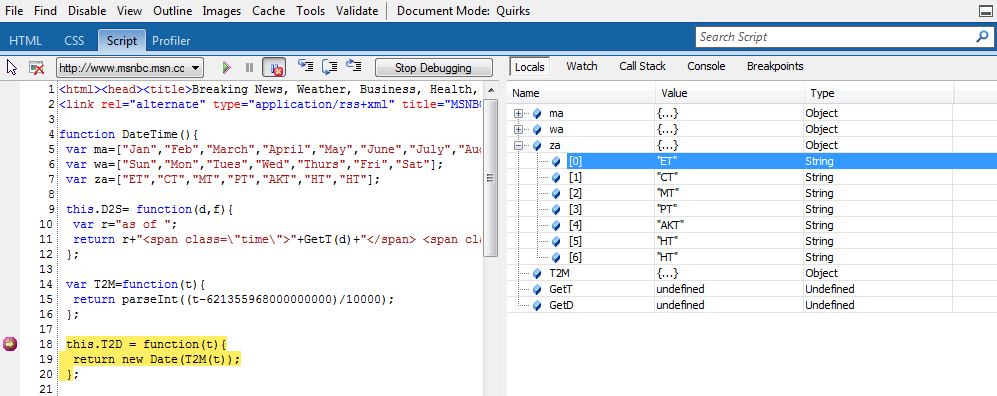 File Find Disable View Outline Images Cache Tools Validate Document Mode: Quirks
HTML CSS Script Profiler Search Script
http://www.msnbc.msn.cc Stop Debugging
1 <html><head><title>Breaking News, Weather, Business, Health,
2 <link rel="alternate" type="application/rss+xml" title="MSNBC
3
4 function DateTime(){
5 var ma=["Jan","Feb","March","April","May","June","July","Aug
6 var wa=["Sun","Mon","Tues","Wed","Thurs","Fri","Sat"];
7 var za=["ET","CT","MT","PT","AKT","HT","HT"];
8
9 this.D2S= function(d,f){
10 var r="as of ";
11 return r+"<span class=\"time\">"+GetT(d)+"</span> <span cla
12 };
13
14 var T2M=function(t){
15 return parseInt((t-621355968000000000)/10000);
16 };
17
18 this.T2D = function(t){
19 return new Date(T2M(t));
20 };
21
Locals Watch Call Stack Console Breakpoints
Name Value Type
ma {...} Object
wa {...} Object
za {...} Object
[0] "ET" String
[1] "CT" String
[2] "MT" String
[3] "PT" String
[4] "AKT" String
[5] "HT" String
[6] "HT" String
T2M {...} Object
GetT undefined Undefined
GetD undefined Undefined